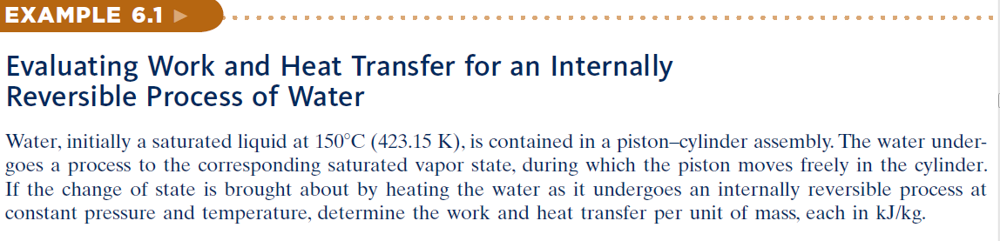 EXAMPLE 6.1 ▶
Evaluating Work and Heat Transfer for an Internally
Reversible Process of Water
Water, initially a saturated liquid at 150°C (423.15 K), is contained in a piston–cylinder assembly. The water under-
goes a process to the corresponding saturated vapor state, during which the piston moves freely in the cylinder.
If the change of state is brought about by heating the water as it undergoes an internally reversible process at
constant pressure and temperature, determine the work and heat transfer per unit of mass, each in kJ/kg.